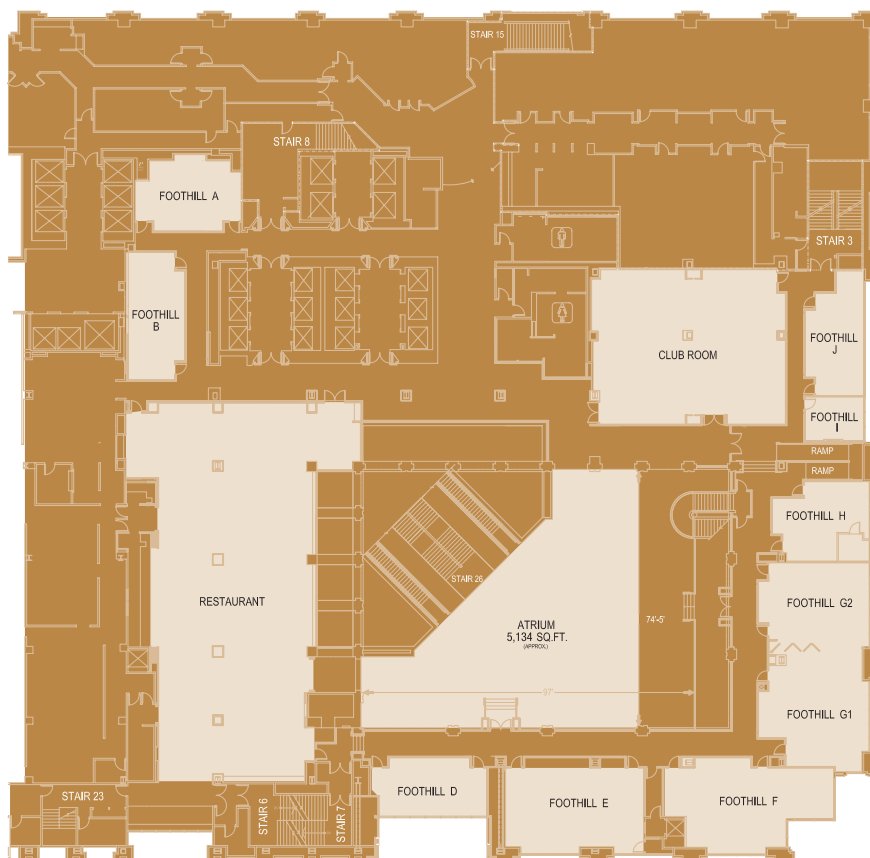 STAIR 15
STAIR 8
FOOTHILL A
STAIR 3
FOOTHILL
B
FOOTHILL
J
CLUB ROOM
FOOTHILL
I
RAMP
RAMP
FOOTHILL H
STAIR 26
RESTAURANT
FOOTHILL G2
ATRIUM
5,134 SQ.FT.
(APPROX.)
74'-5'
97'
FOOTHILL G1
FOOTHILL D
STAIR 23
STAIR 6
STAIR 7
FOOTHILL E
FOOTHILL F